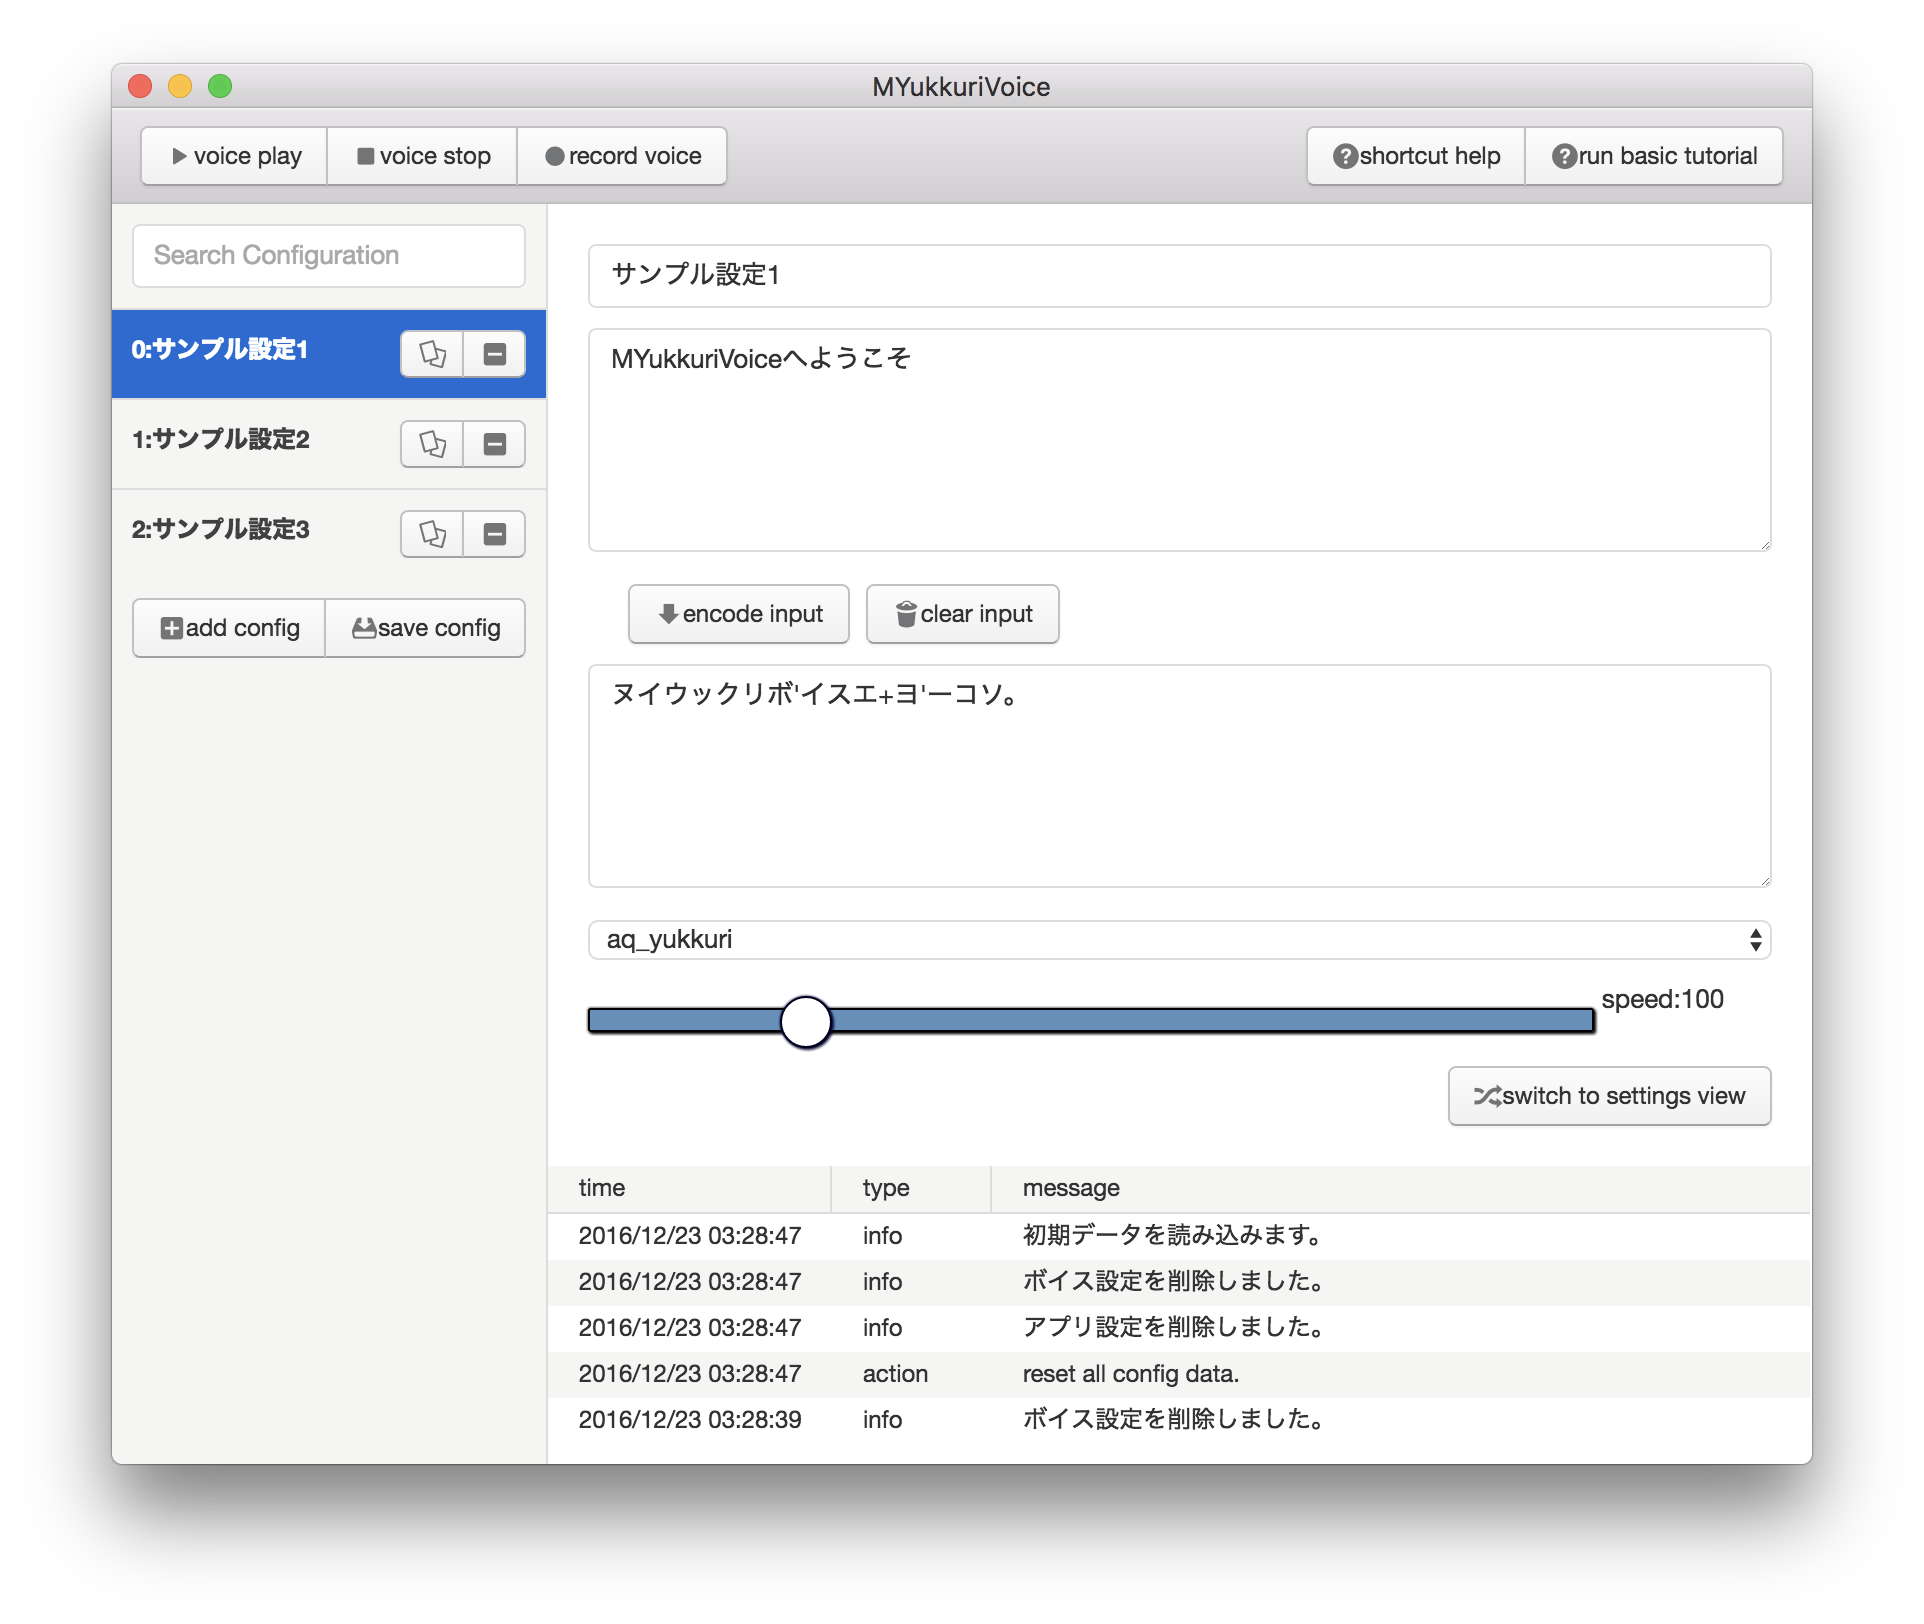 MYukkuriVoice
voice play
voice stop
record voice
shortcut help
run basic tutorial
Search Configuration
0:サンプル設定1
1:サンプル設定2
2:サンプル設定3
add config
save config
サンプル設定1
MYukkuriVoiceへようこそ
encode input
clear input
ヌイウックリボ'イスエ+ヨ'ーコソ。
aq_yukkuri
speed:100
switch to settings view
time type message
2016/12/23 03:28:47 info 初期データを読み込みます。
2016/12/23 03:28:47 info ボイス設定を削除しました。
2016/12/23 03:28:47 info アプリ設定を削除しました。
2016/12/23 03:28:47 action reset all config data.
2016/12/23 03:28:39 info ボイス設定を削除しました。